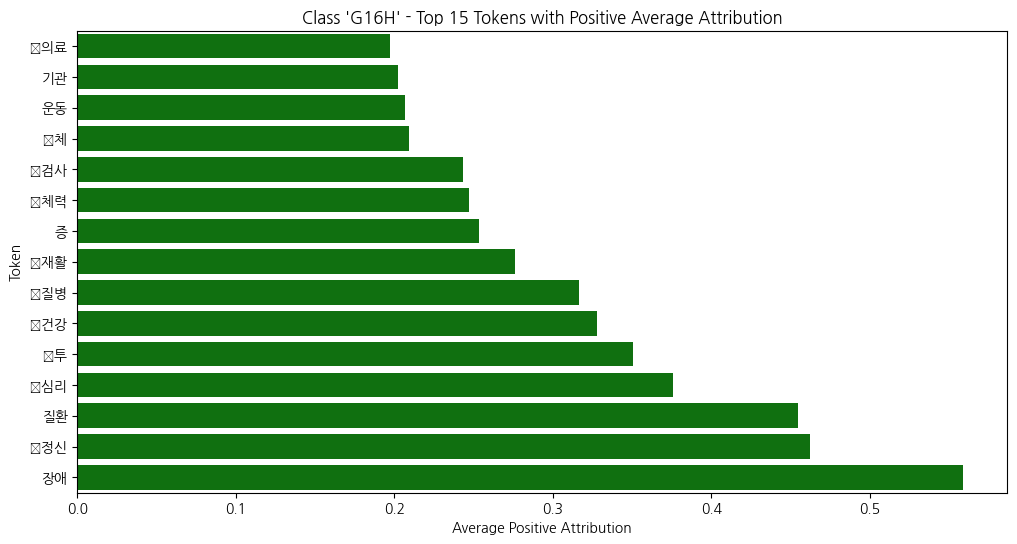 Class 'G16H' - Top 15 Tokens with Positive Average Attribution
Token
의료
기관
운동
체
검사
체력
증
재활
질병
건강
투
심리
질환
정신
장애
0.0 0.1 0.2 0.3 0.4 0.5
Average Positive Attribution